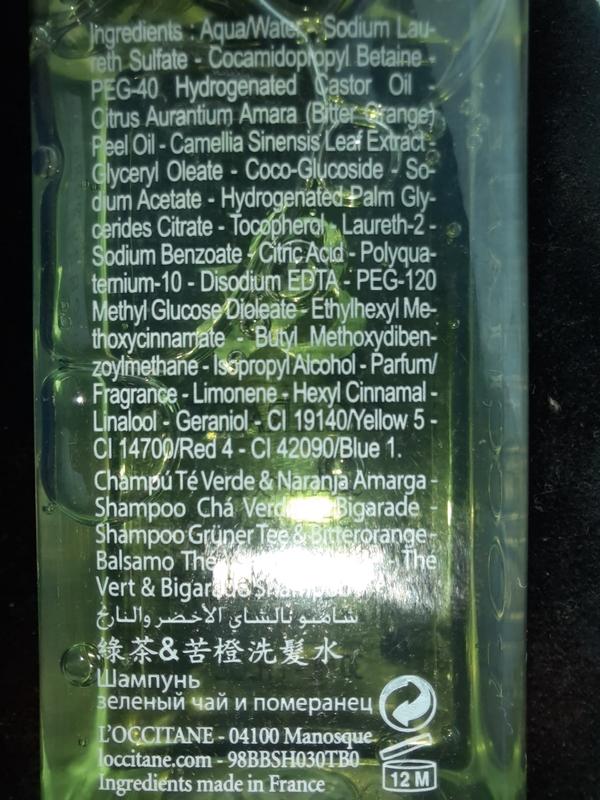 Ingredients : Aqua/Water - Sodium Lau-
reth Sulfate - Cocamidopropyl Betaine -
PEG-40 Hydrogenated Castor Oil -
Citrus Aurantium Amara (Bitter Orange)
Peel Oil - Camellia Sinensis Leaf Extract -
Glyceryl Oleate - Coco-Glucoside - So-
dium Acetate - Hydrogenated Palm Gly-
cerides Citrate - Tocopherol - Laureth-2 -
Sodium Benzoate - Citric Acid - Polyqua-
ternium-10 - Disodium EDTA - PEG-120
Methyl Glucose Dioleate - Ethylhexyl Me-
thoxycinnamate - Butyl Methoxydiben-
zoylmethane - Isopropyl Alcohol - Parfum/
Fragrance - Limonene - Hexyl Cinnamal -
Linalool - Geraniol - CI 19140/Yellow 5 -
CI 14700/Red 4 - CI 42090/Blue 1.
Champú Té Verde & Naranja Amarga -
Shampoo Chá Verde Bigarade -
Shampoo Grüner Tee & Bitterorange -
Balsamo The Thé
Vert &
شامبو بالشاي الأخضر والنارنج
綠茶&苦橙洗髮水
Шампунь
зеленый чай и померанец
L'OCCITANE - 04100 Manosque
loccitane.com - 98BBSH030TB0
Ingredients made in France
12 M